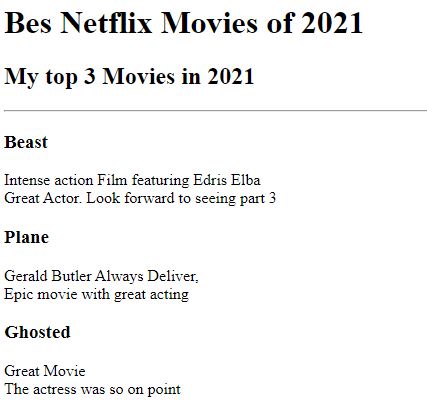 Bes Netflix Movies of 2021
My top 3 Movies in 2021
Beast
Intense action Film featuring Edris Elba
Great Actor. Look forward to seeing part 3
Plane
Gerald Butler Always Deliver,
Epic movie with great acting
Ghosted
Great Movie
The actress was so on point